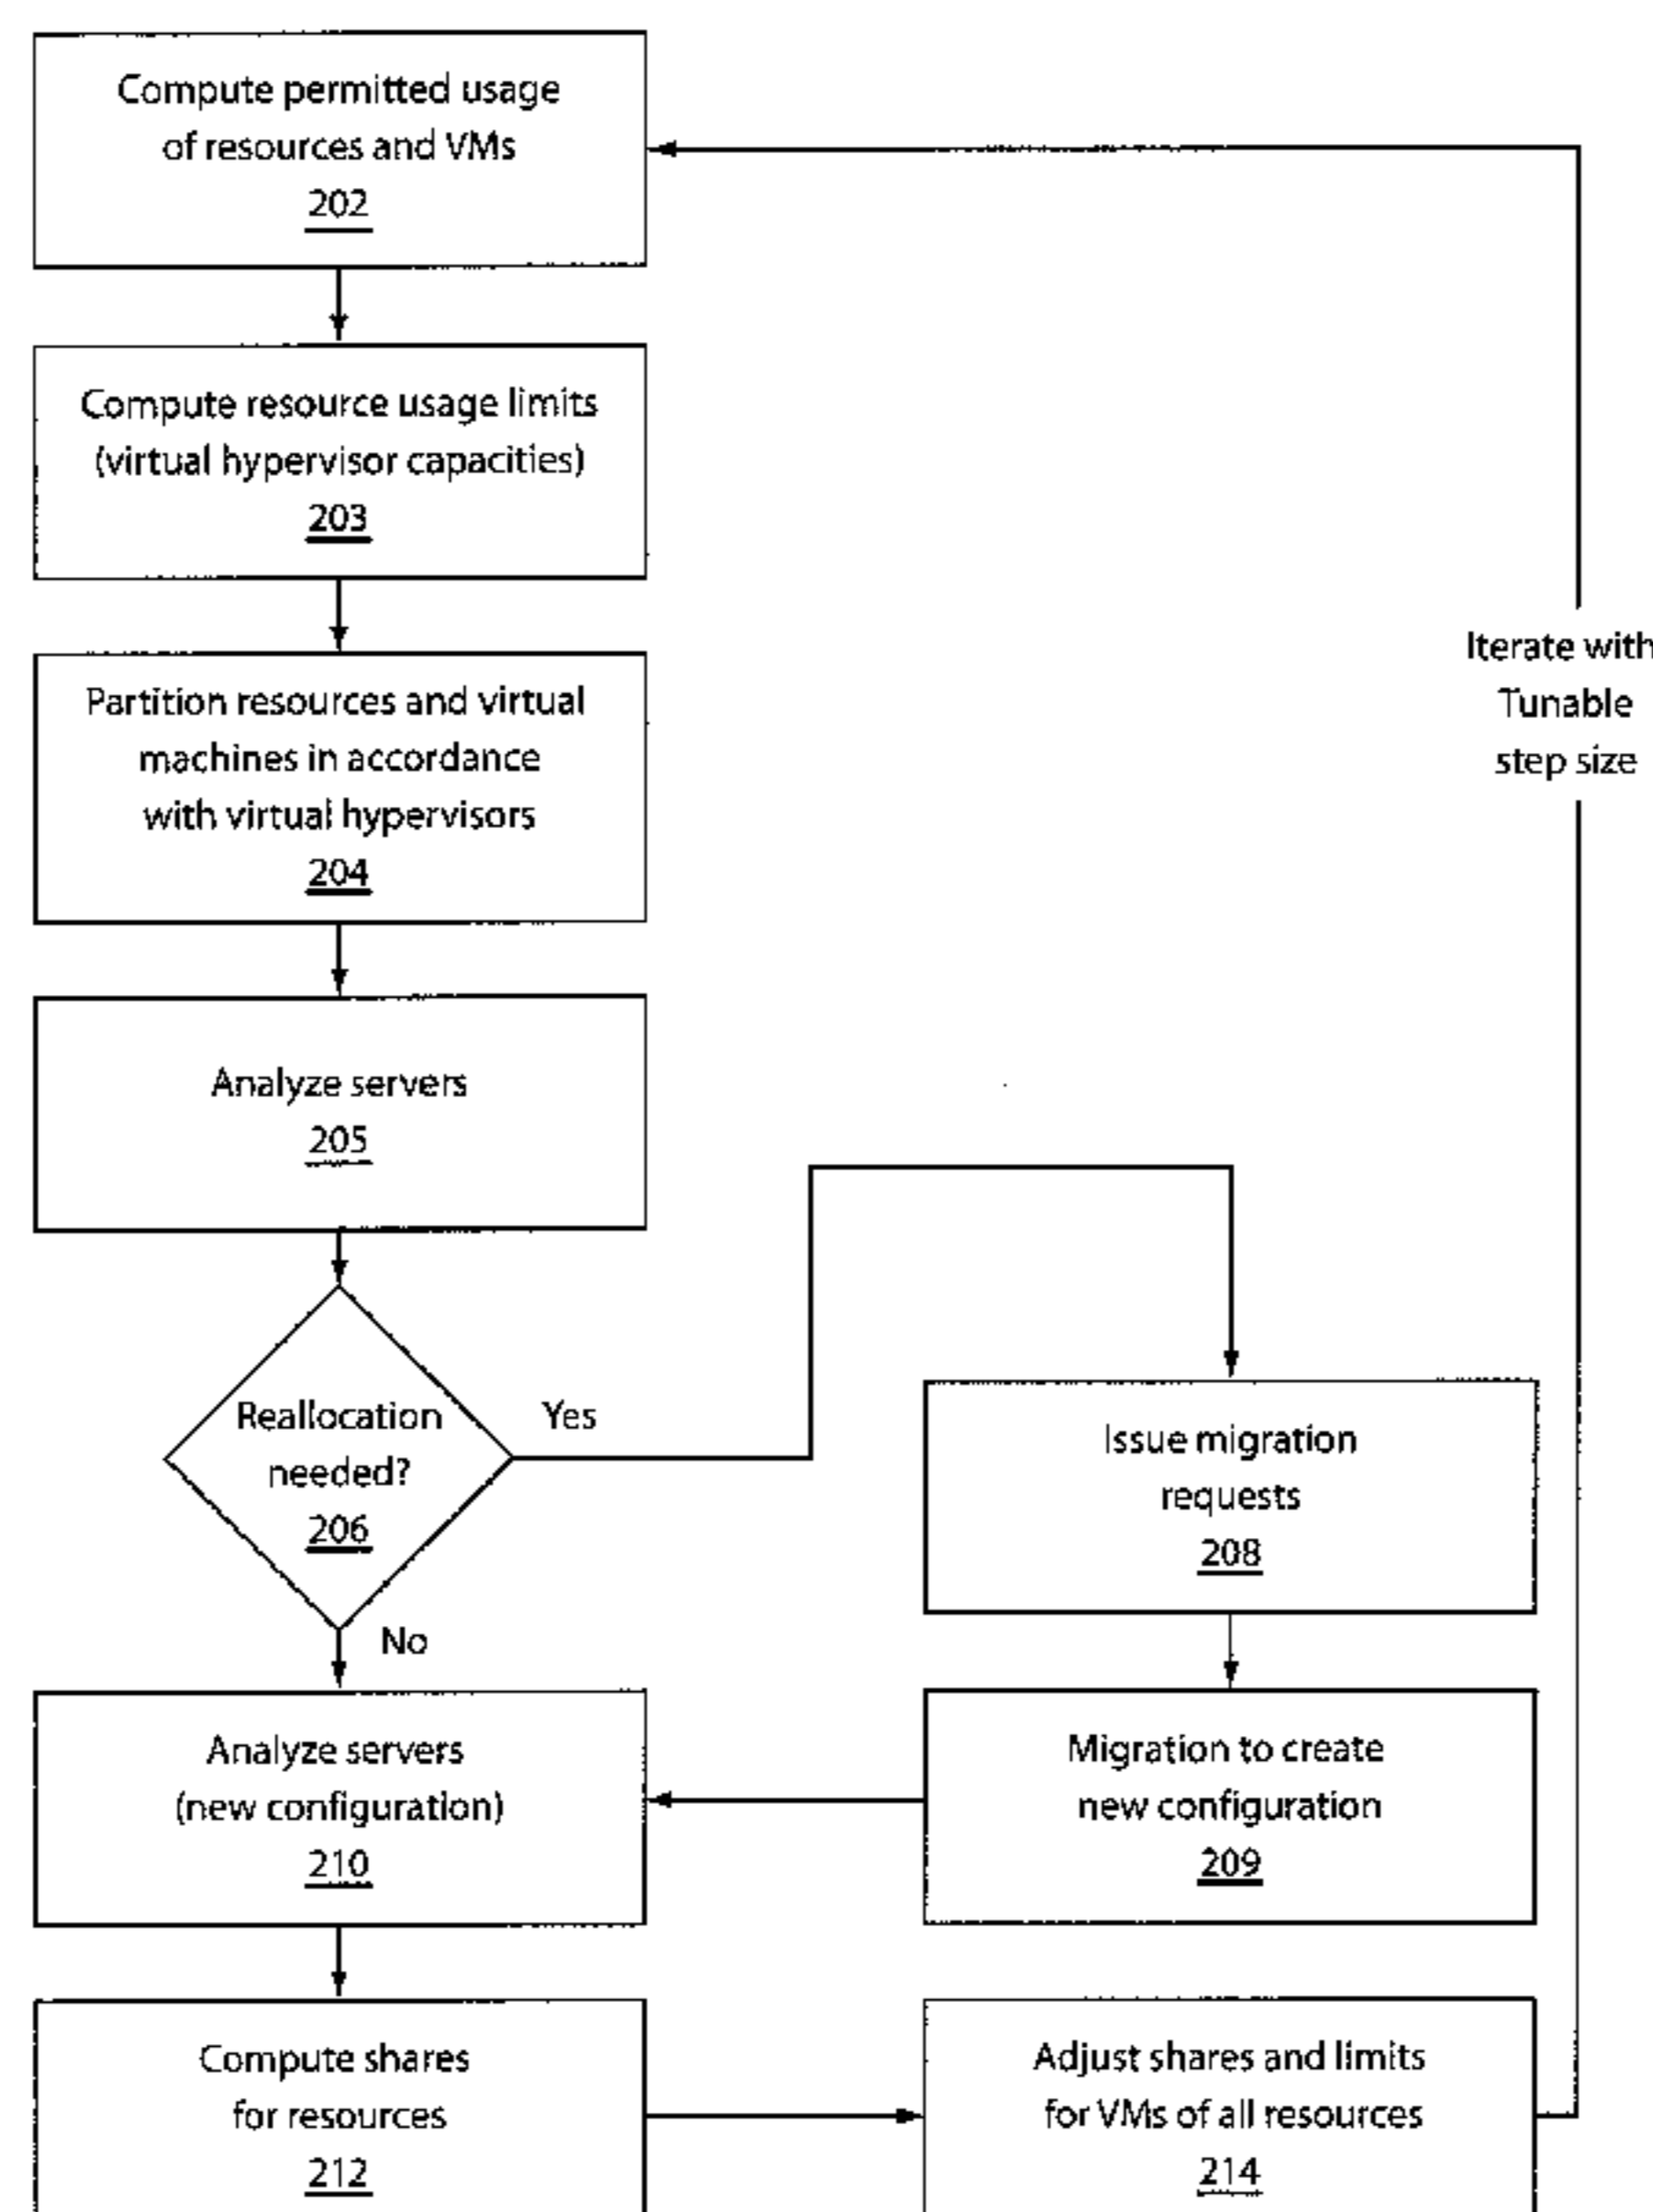 Compute permitted usage
of resources and VMs
202
Compute resource usage limits
(virtual hypervisor capacities)
203
Partition resources and virtual
machines in accordance
with virtual hypervisors
204
Iterate with
Tunable
step size
Analyze servers
205
Reallocation
needed?
206
Yes
No
Issue migration
requests
208
Migration to create
new configuration
209
Analyze servers
(new configuration)
210
Compute shares
for resources
212
Adjust shares and limits
for VMs of all resources
214